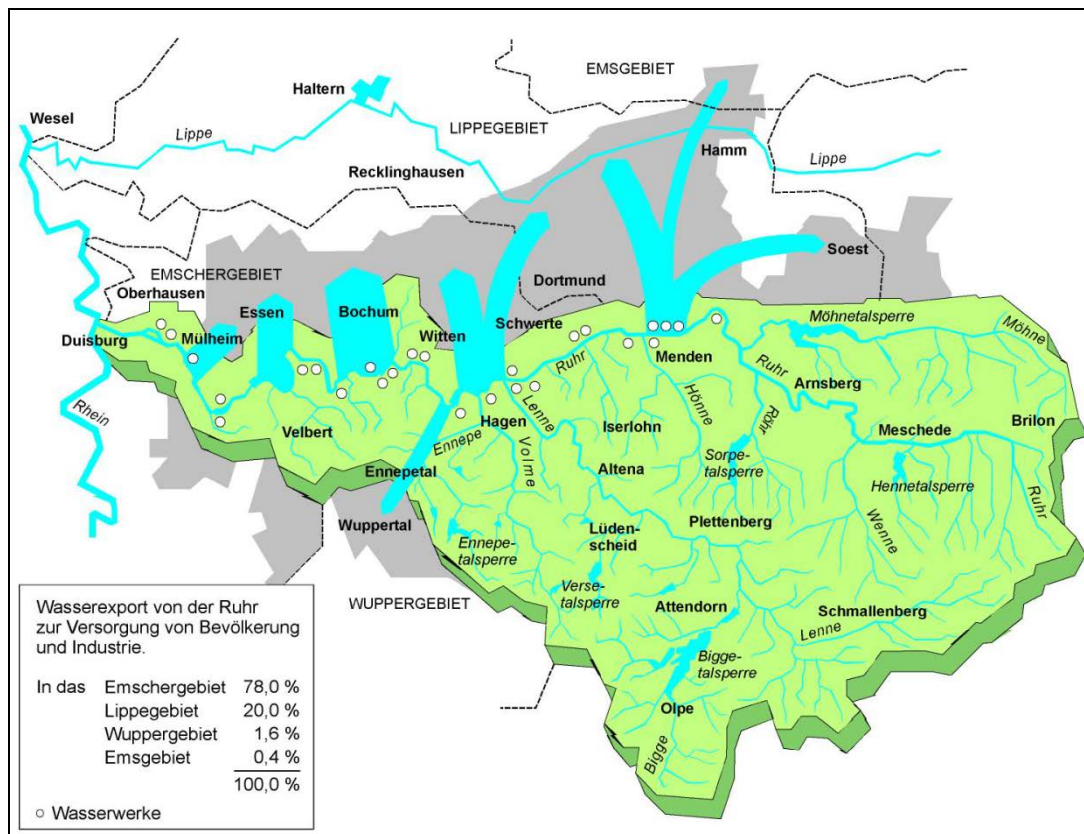 EMSGEBIET
Haltern
Wesel
Lippe
LIPPEGEBIET
Hamm
Lippe
Recklinghausen
Soest
EMSCHERGEBIET
Dortmund
Oberhausen
Essen
Bochum
Möhnetalsperre
Möhne
Witten
Schwerte
Duisburg
Mülheim
Ruhr
Menden
Ruhr
Arnsberg
Rhein
Velbert
Hagen
Lenne
Iserlohn
Hönne
Röhr
Meschede
Brilon
Ennepe
Volme
Ennepetal
Altena
Sorpe-
talsperre
Hennetalsperre
Ruhr
Wuppertal
Lüden-
scheid
Plettenberg
Wenne
Ennepe-
talsperre
Verse-
talsperre
WUPPERGEBIET
Attendorn
Schmallenberg
Lenne
Bigge-
talsperre
Olpe
Bigge
Wasserexport von der Ruhr
zur Versorgung von Bevölkerung
und Industrie.
In das Emschergebiet 78,0 %
Lippegebiet 20,0 %
Wuppergebiet 1,6 %
Emsgebiet 0,4 %
100,0 %
Wasserwerke